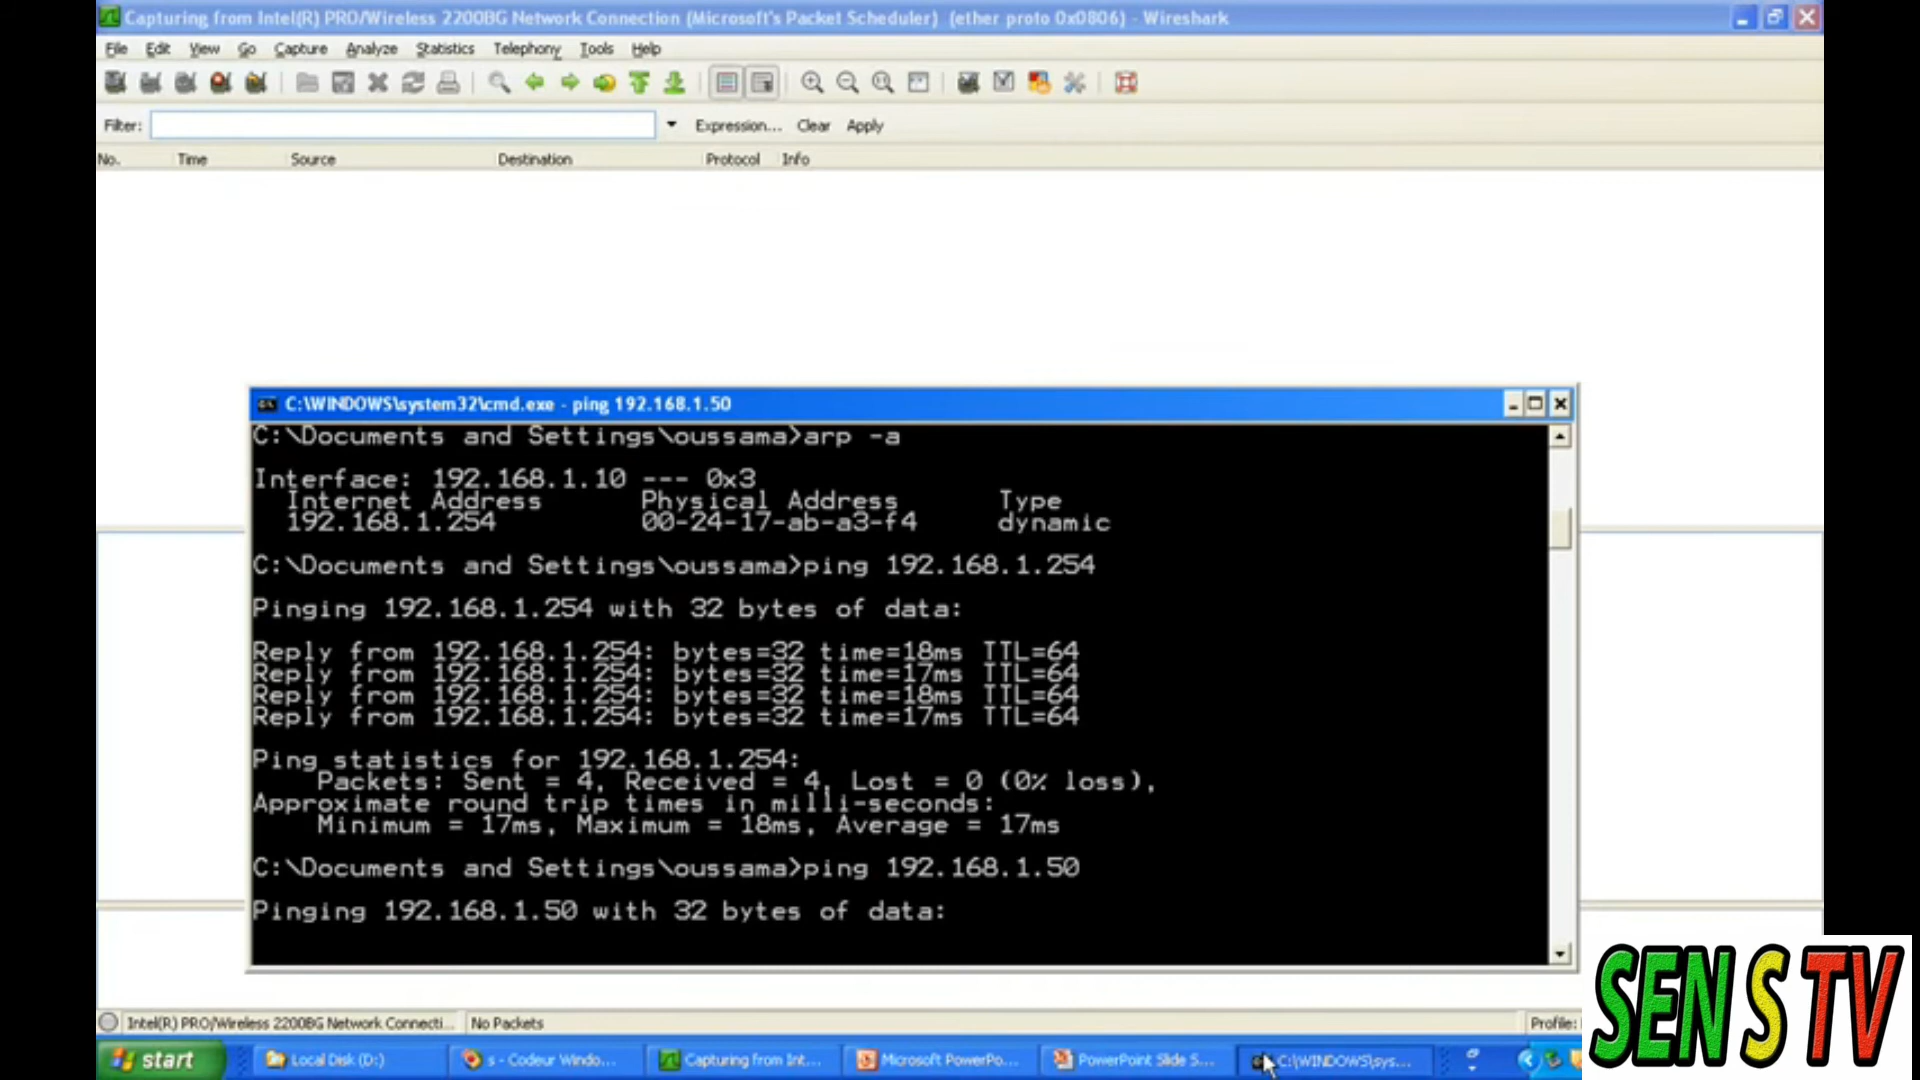 Capturing from Intel(R) PRO/Wireless 2200BG Network Connection (Microsoft's Packet Scheduler) (ether proto 0x0806) - Wireshark
File Edit View Go Capture Analyze Statistics Telephony Tools Help
Filter: Expression... Clear Apply
No. Time Source Destination Protocol Info
C:\WINDOWS\system32\cmd.exe - ping 192.168.1.50
C:\Documents and Settings\oussama>arp -a
Interface: 192.168.1.10 --- 0x3
Internet Address Physical Address Type
192.168.1.254 00-24-17-ab-a3-f4 dynamic
C:\Documents and Settings\oussama>ping 192.168.1.254
Pinging 192.168.1.254 with 32 bytes of data:
Reply from 192.168.1.254: bytes=32 time=18ms TTL=64
Reply from 192.168.1.254: bytes=32 time=17ms TTL=64
Reply from 192.168.1.254: bytes=32 time=18ms TTL=64
Reply from 192.168.1.254: bytes=32 time=17ms TTL=64
Ping statistics for 192.168.1.254:
Packets: Sent = 4, Received = 4, Lost = 0 (0% loss),
Approximate round trip times in milli-seconds:
Minimum = 17ms, Maximum = 18ms, Average = 17ms
C:\Documents and Settings\oussama>ping 192.168.1.50
Pinging 192.168.1.50 with 32 bytes of data:
Intel(R) PRO/Wireless 2200BG Network Connecti... No Packets Profile:
start Local Disk (D:) s - Codeur Windo... Capturing from Int... Microsoft PowerPo... PowerPoint Slide S... C:\WINDOWS\sys...
SEN S TV